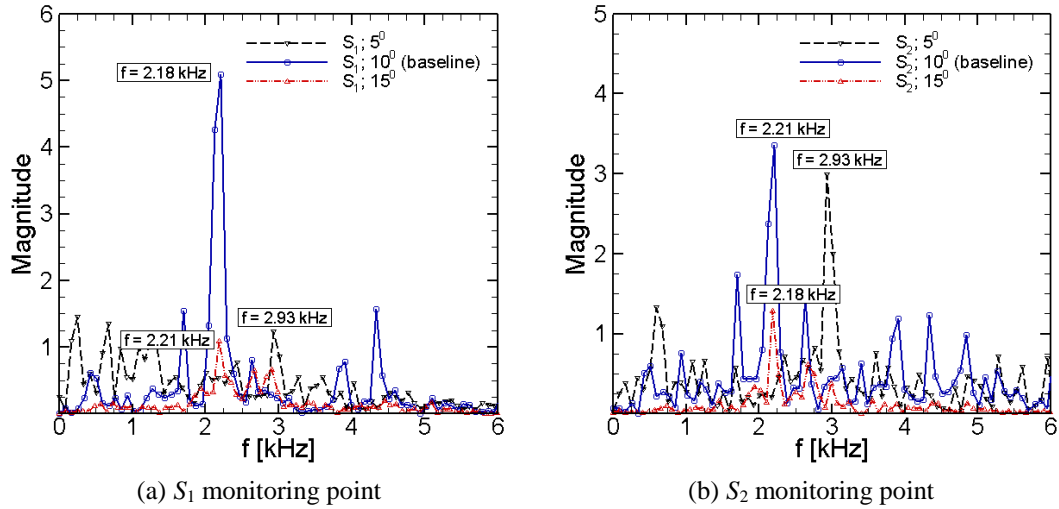 6
5
4
3
2
1
0 1 2 3 4 5 6
Magnitude
f [kHz]
S1; 5⁰
S1; 10⁰ (baseline)
S1; 15⁰
f = 2.18 kHz
f = 2.21 kHz
f = 2.93 kHz
(a) S1 monitoring point
5
4
3
2
1
0 1 2 3 4 5 6
Magnitude
f [kHz]
S2; 5⁰
S2; 10⁰ (baseline)
S2; 15⁰
f = 2.21 kHz
f = 2.93 kHz
f = 2.18 kHz
(b) S2 monitoring point